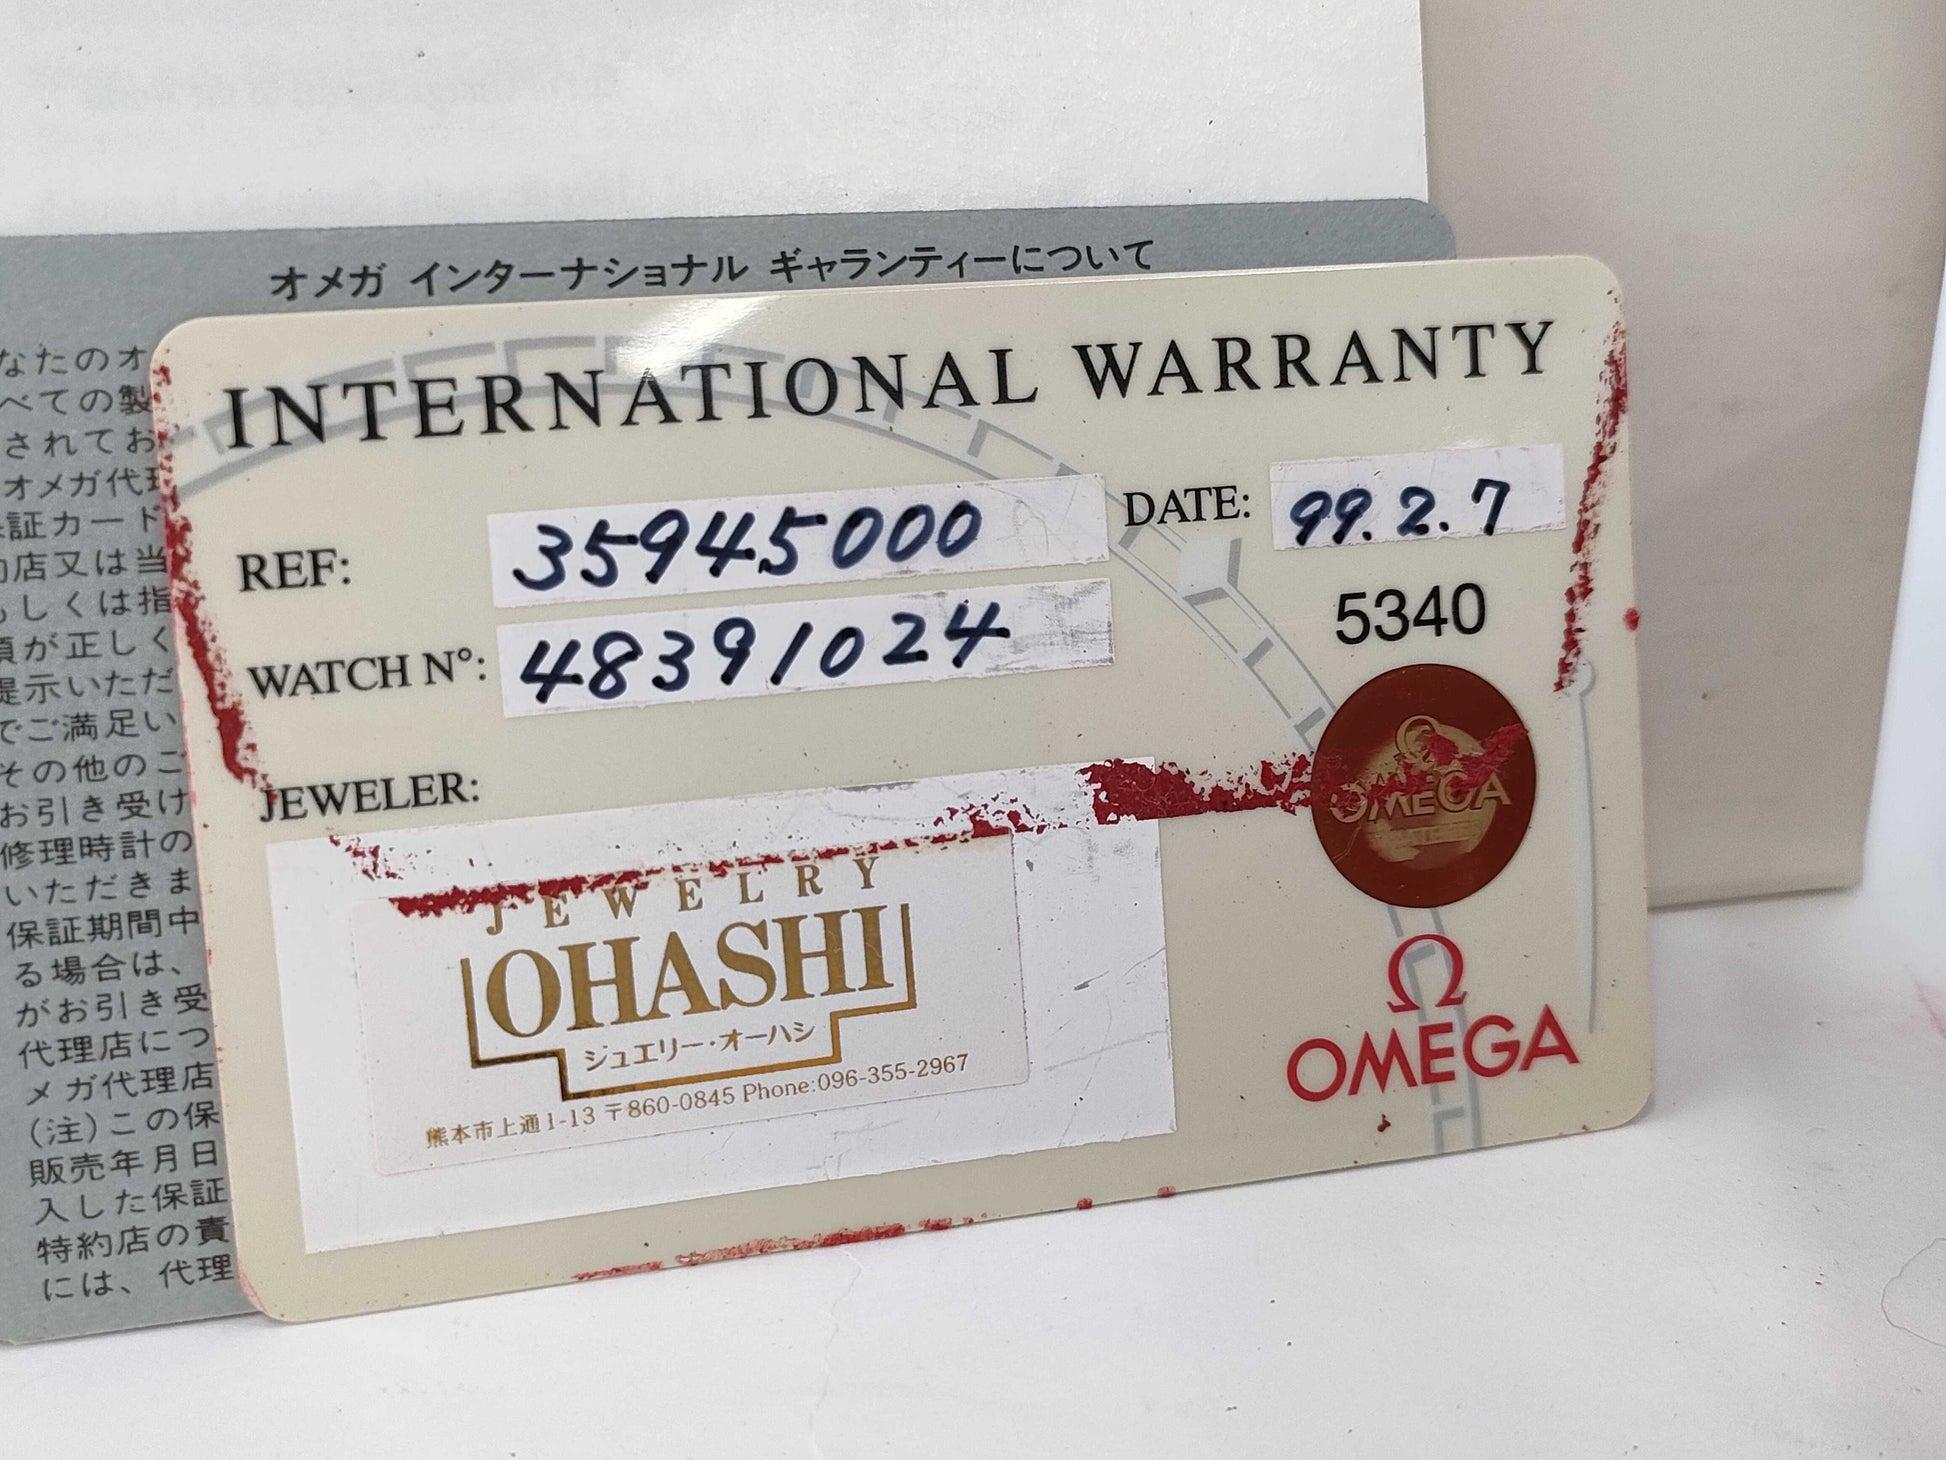 オメガ インターナショナル ギャランティーについて
なたのオ
べての製
されてお
オメガ代
証カード
店又は当
もしくは指
が正しく
提示いただ
でご満足い
その他のご
お引き受け
修理時計の
いただきま
保証期間中
る場合は、
がお引き受
代理店につ
メガ代理店
(注)この保
販売年月日
入した保証
特約店の責
には、代理
INTERNATIONAL WARRANTY
REF: 35945000
DATE: 99.2.7
WATCH N°: 48391024
5340
JEWELER:
OMEGA
JEWELRY
OHASHI
ジュエリー・オーハシ
熊本市上通1-13 〒860-0845 Phone:096-355-2967
Ω
OMEGA